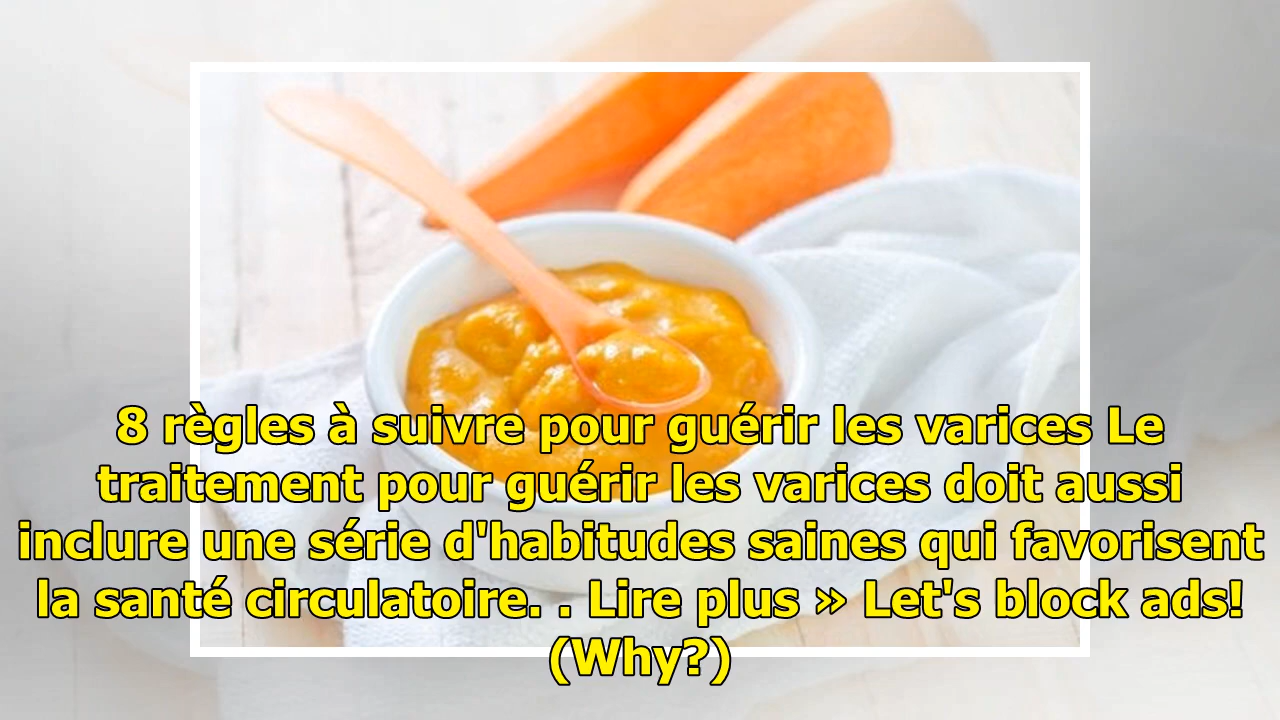 8 règles à suivre pour guérir les varices Le
traitement pour guérir les varices doit aussi
inclure une série d'habitudes saines qui favorisent
la santé circulatoire. . Lire plus » Let's block ads!
(Why?)